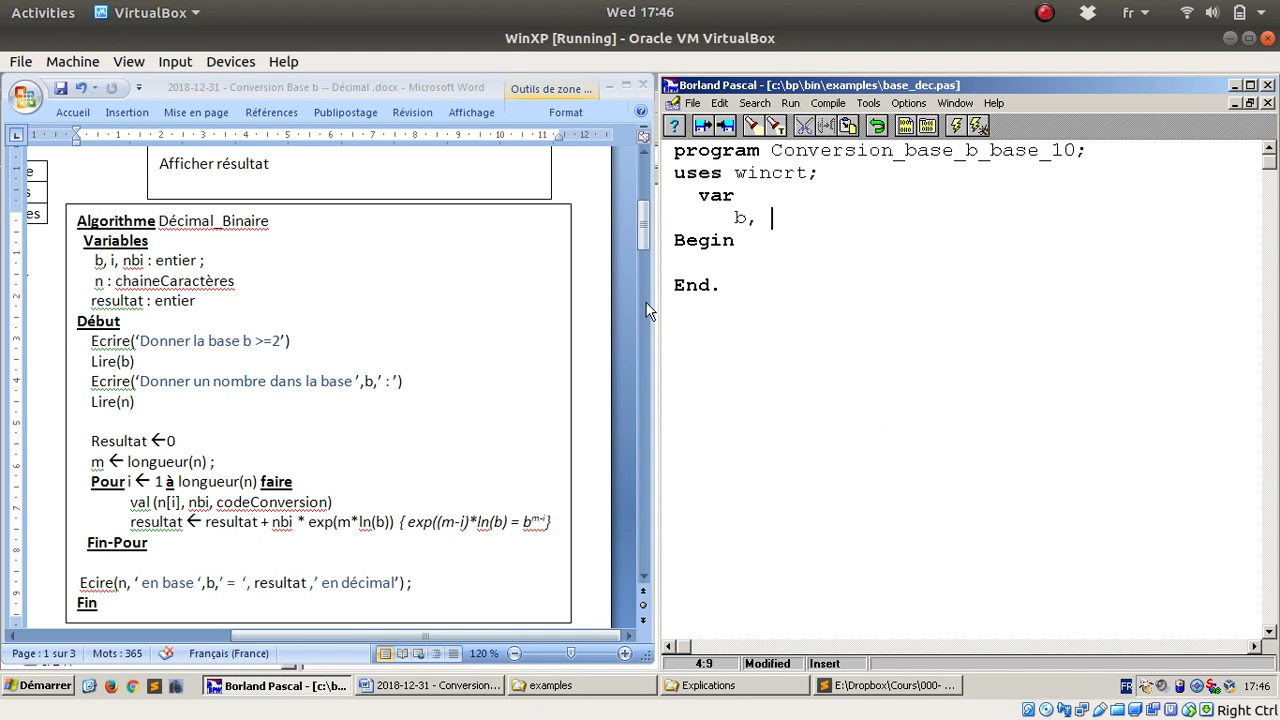 Activities
VirtualBox
Wed 17:46
fr
WinXP [Running] - Oracle VM VirtualBox
File Machine View Input Devices Help
2018-12-31 - Conversion Base b -- Décimal .docx - Microsoft Word
Outils de zone ...
Accueil Insertion Mise en page Références Publipostage Révision Affichage Format
Afficher résultat
Algorithme Décimal_Binaire
Variables
b, i, nbi : entier ;
n : chaineCaractères
resultat : entier
Début
Ecrire(‘Donner la base b >=2’)
Lire(b)
Ecrire(‘Donner un nombre dans la base ’,b,’ : ’)
Lire(n)
Resultat ←0
m ← longueur(n) ;
Pour i ← 1 à longueur(n) faire
val (n[i], nbi, codeConversion)
resultat ← resultat + nbi * exp(m*ln(b)) { exp((m-i)*ln(b) = bᵐ⁻ⁱ}
Fin-Pour
Ecire(n, ‘ en base ‘,b,’ = ‘, resultat ,’ en décimal’) ;
Fin
Page : 1 sur 3 Mots : 365 Français (France) 120 %
Borland Pascal - [c:\bp\bin\examples\base_dec.pas]
File Edit Search Run Compile Tools Options Window Help
program Conversion_base_b_base_10;
uses wincrt;
var
b,
Begin
End.
4:9 Modified Insert
Démarrer
Borland Pascal - [c:\b...
2018-12-31 - Conversion...
examples
Explications
E:\Dropbox\Cours\000-...
FR
17:46
Right Ctrl